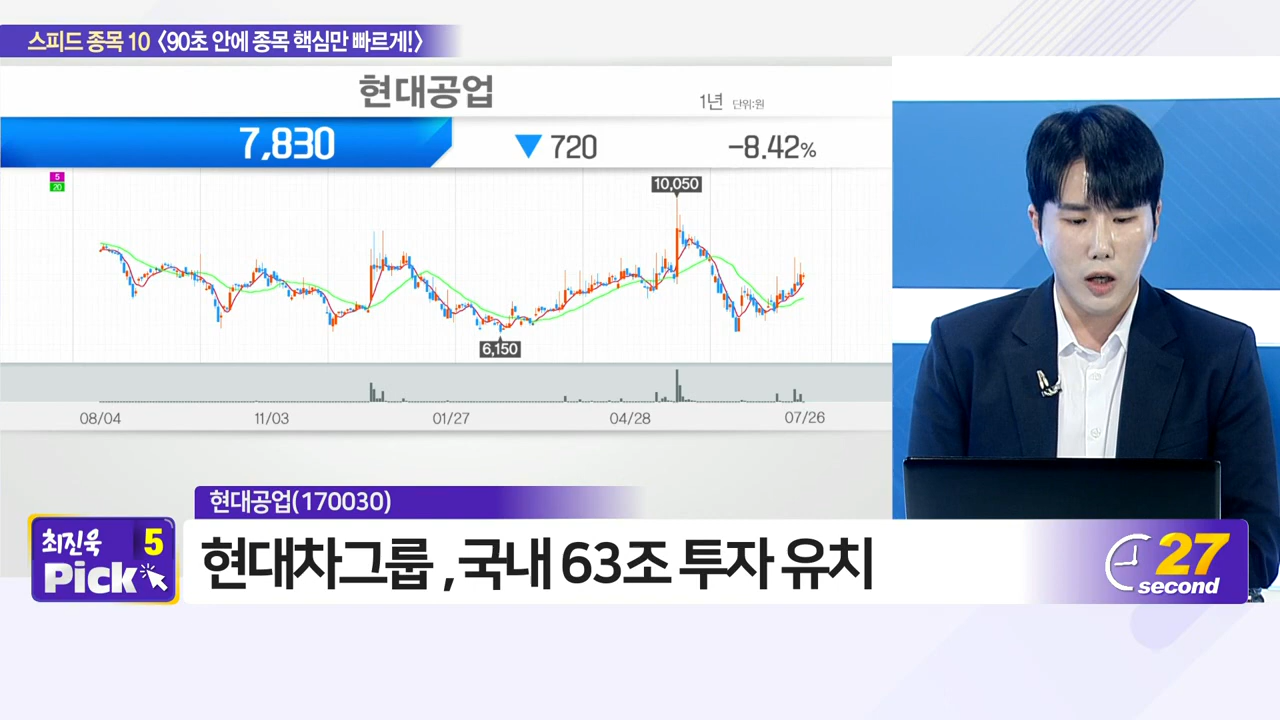 스피드 종목 10 〈90초 안에 종목 핵심만 빠르게!〉
현대공업
1년 단위:원
7,830 ▼ 720 -8.42%
5
20
10,050
6,150
08/04 11/03 01/27 04/28 07/26
현대공업(170030)
최진욱 5
Pick
현대차그룹 , 국내 63조 투자 유치
27
second